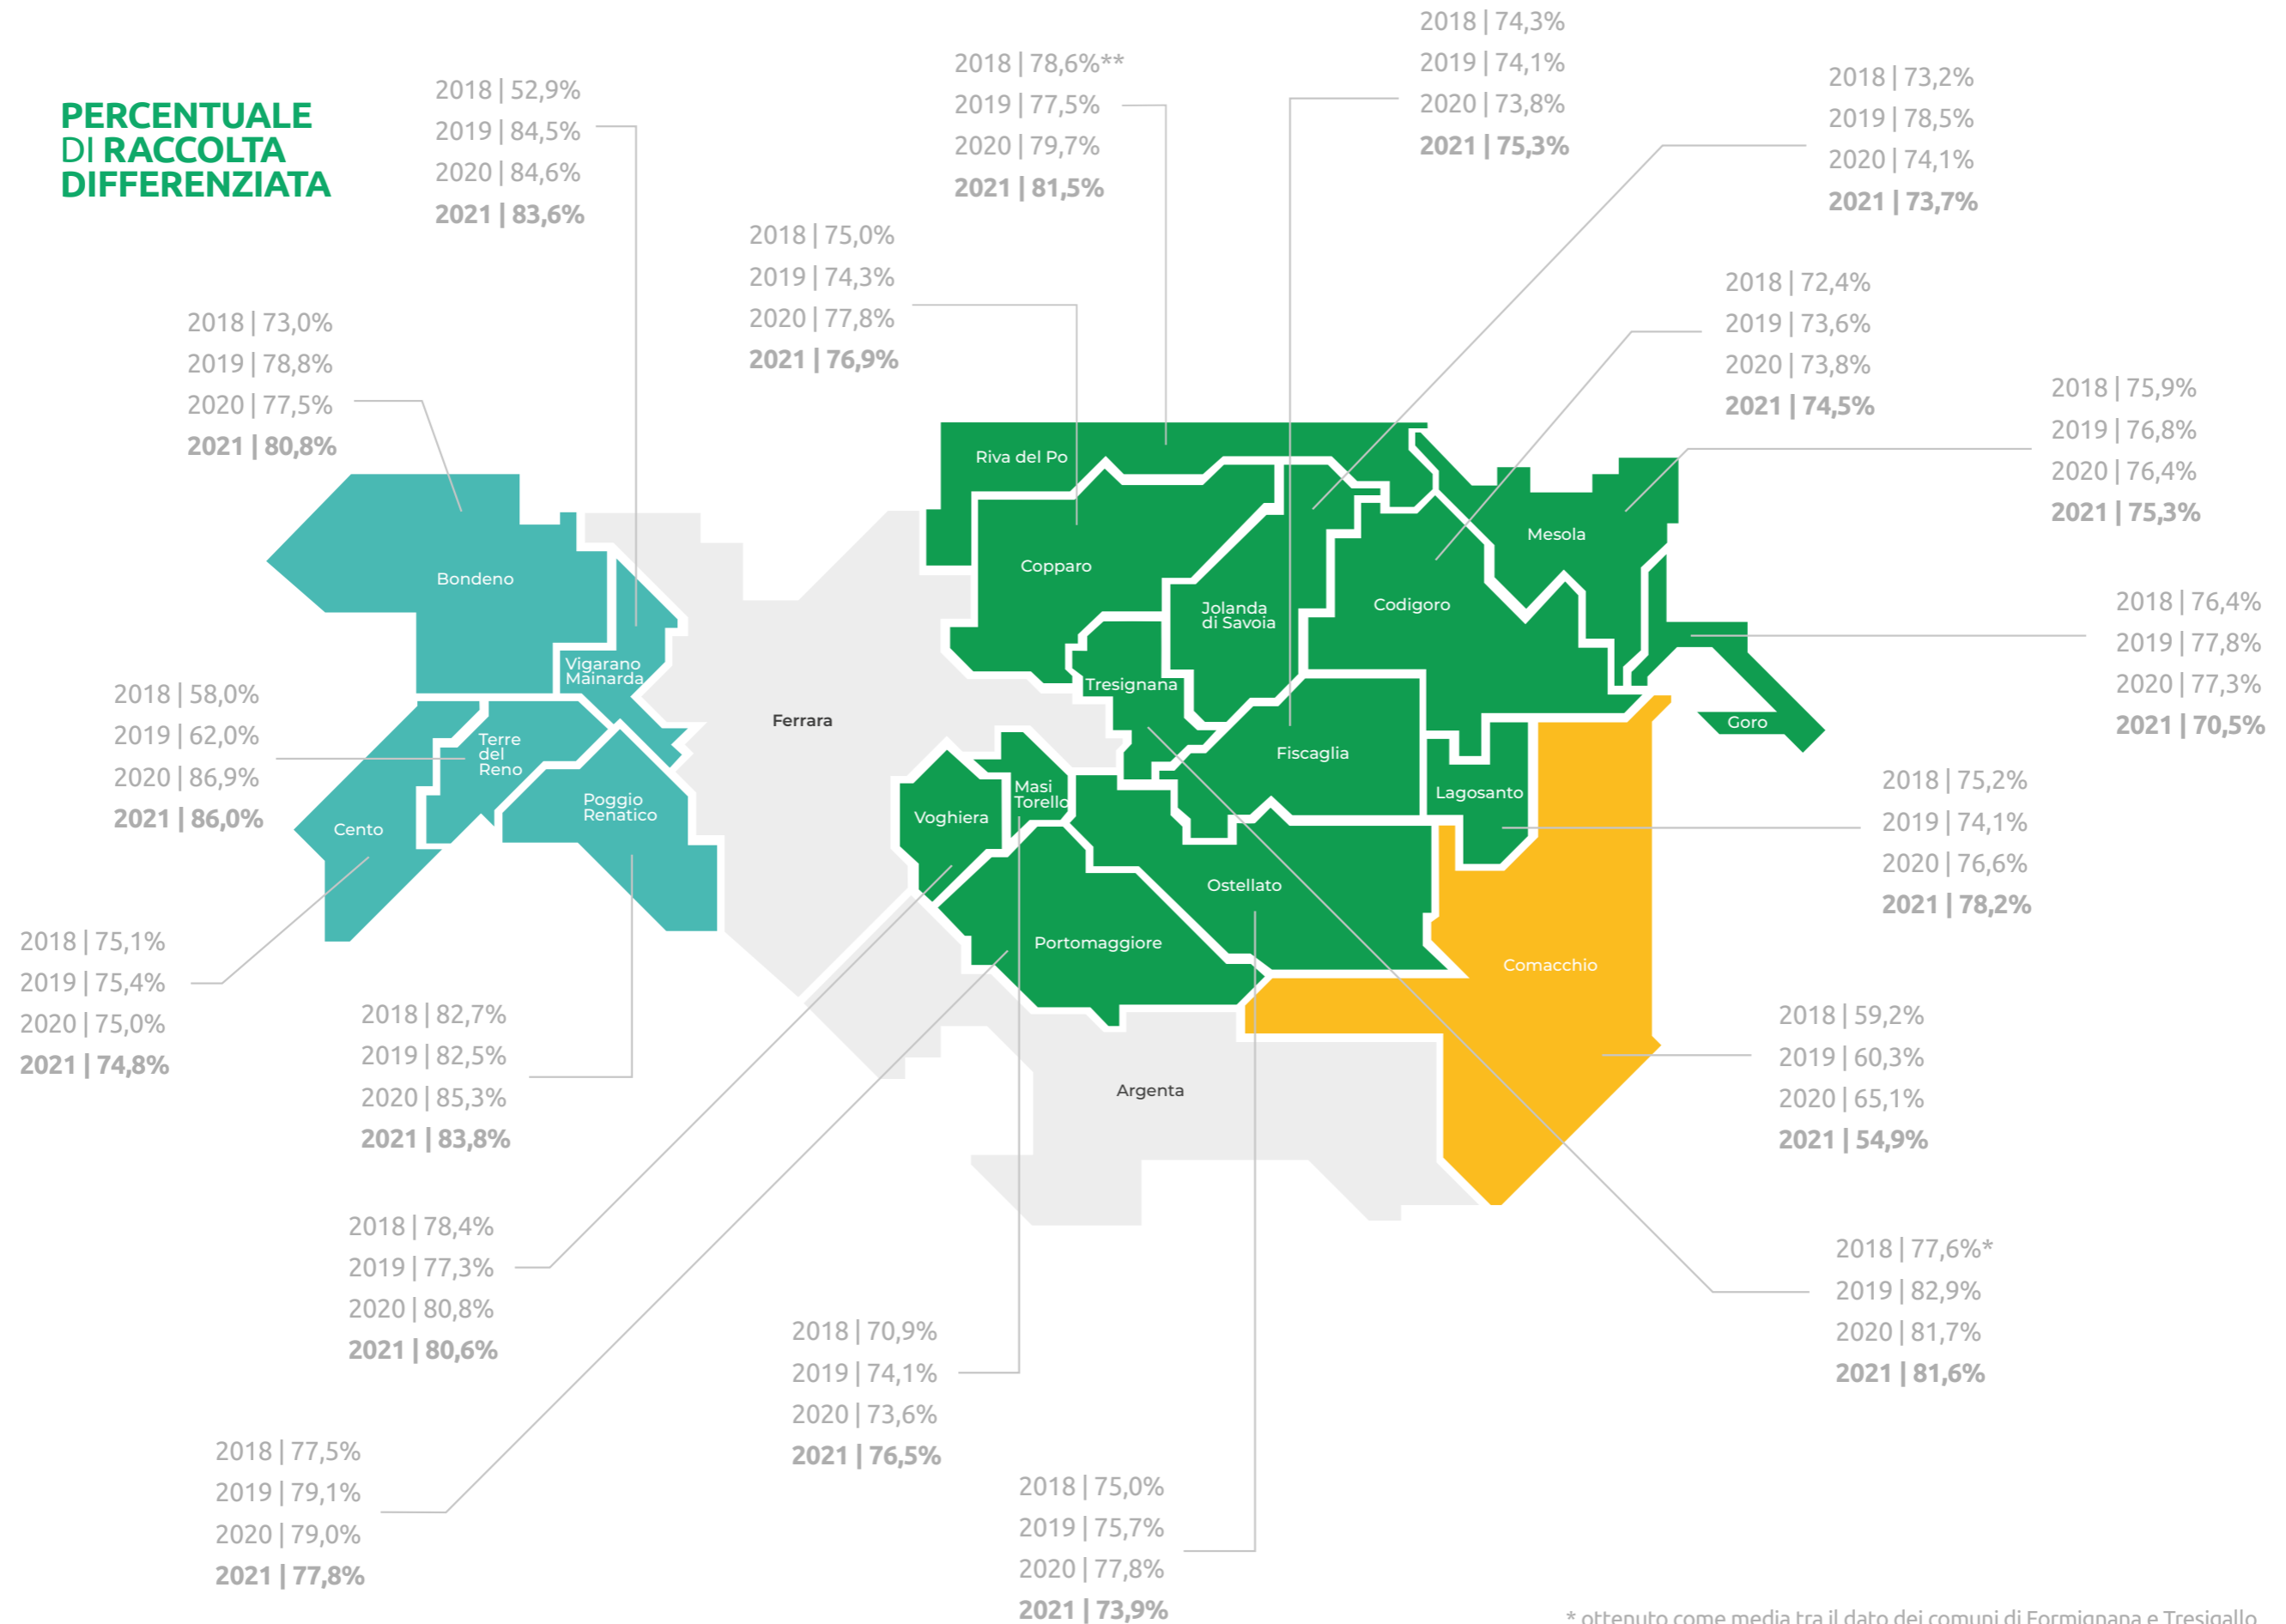 PERCENTUALE
DI RACCOLTA
DIFFERENZIATA
2018 | 52,9%
2019 | 84,5%
2020 | 84,6%
2021 | 83,6%
2018 | 78,6%**
2019 | 77,5%
2020 | 79,7%
2021 | 81,5%
2018 | 74,3%
2019 | 74,1%
2020 | 73,8%
2021 | 75,3%
2018 | 73,2%
2019 | 78,5%
2020 | 74,1%
2021 | 73,7%
2018 | 75,0%
2019 | 74,3%
2020 | 77,8%
2021 | 76,9%
2018 | 72,4%
2019 | 73,6%
2020 | 73,8%
2021 | 74,5%
2018 | 73,0%
2019 | 78,8%
2020 | 77,5%
2021 | 80,8%
2018 | 75,9%
2019 | 76,8%
2020 | 76,4%
2021 | 75,3%
Riva del Po
Mesola
Copparo
Bondeno
Jolanda
di Savoia
Codigoro
Vigarano
Mainarda
Tresignana
Ferrara
Goro
2018 | 76,4%
2019 | 77,8%
2020 | 77,3%
2021 | 70,5%
2018 | 58,0%
2019 | 62,0%
2020 | 86,9%
2021 | 86,0%
Terre
del
Reno
Fiscaglia
Masi
Torello
Lagosanto
Poggio
Renatico
Voghiera
Cento
2018 | 75,2%
2019 | 74,1%
2020 | 76,6%
2021 | 78,2%
Ostellato
Portomaggiore
Comacchio
Argenta
2018 | 75,1%
2019 | 75,4%
2020 | 75,0%
2021 | 74,8%
2018 | 82,7%
2019 | 82,5%
2020 | 85,3%
2021 | 83,8%
2018 | 59,2%
2019 | 60,3%
2020 | 65,1%
2021 | 54,9%
2018 | 78,4%
2019 | 77,3%
2020 | 80,8%
2021 | 80,6%
2018 | 77,6%*
2019 | 82,9%
2020 | 81,7%
2021 | 81,6%
2018 | 70,9%
2019 | 74,1%
2020 | 73,6%
2021 | 76,5%
2018 | 77,5%
2019 | 79,1%
2020 | 79,0%
2021 | 77,8%
2018 | 75,0%
2019 | 75,7%
2020 | 77,8%
2021 | 73,9%
* ottenuto come media tra il dato dei comuni di Formignana e Tresigallo